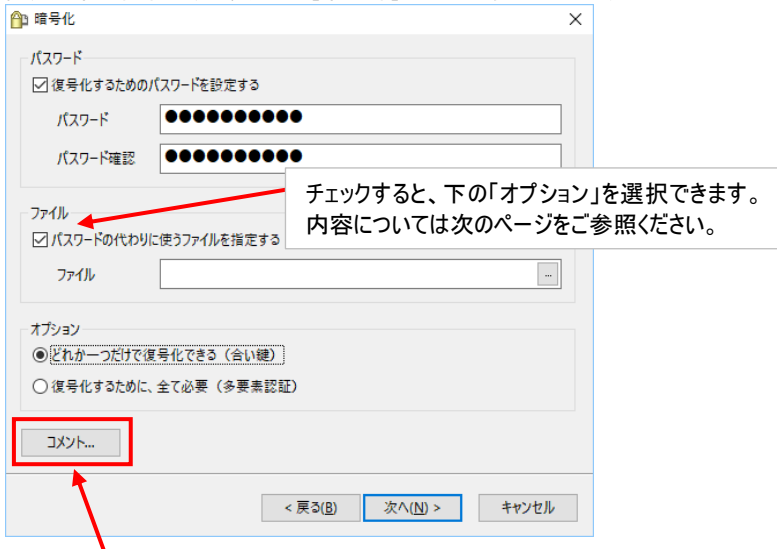 暗号化
パスワード
復号化するためのパスワードを設定する
パスワード ●●●●●●●●●●
パスワード確認 ●●●●●●●●●●
チェックすると、下の「オプション」を選択できます。
内容については次のページをご参照ください。
ファイル
パスワードの代わりに使うファイルを指定する
ファイル ...
オプション
どれか一つだけで復号化できる（合い鍵）
復号化するために、全て必要（多要素認証）
コメント...
< 戻る(B) 次へ(N) > キャンセル